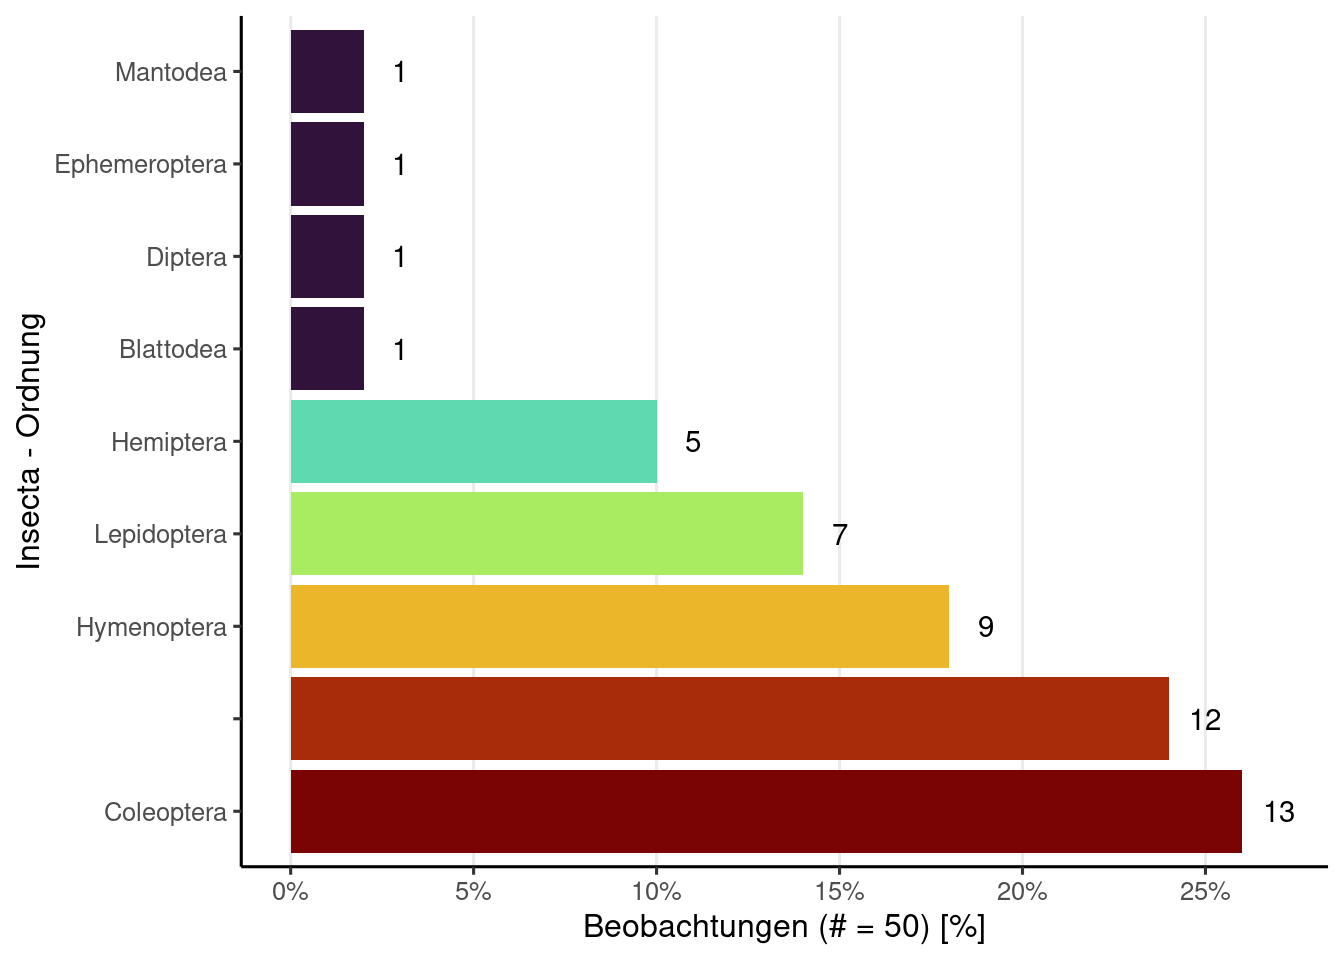 Mantodea
1
Ephemeroptera
1
Diptera
1
Blattodea
1
Hemiptera
5
Lepidoptera
7
Hymenoptera
9
12
Coleoptera
13
0% 5% 10% 15% 20% 25%
Beobachtungen (# = 50) [%]
Insecta - Ordnung